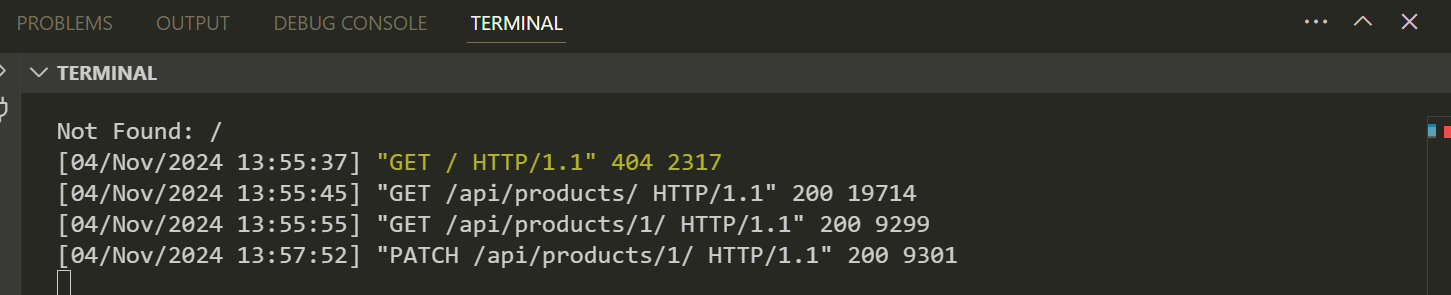 PROBLEMS OUTPUT DEBUG CONSOLE TERMINAL
TERMINAL
Not Found: /
[04/Nov/2024 13:55:37] "GET / HTTP/1.1" 404 2317
[04/Nov/2024 13:55:45] "GET /api/products/ HTTP/1.1" 200 19714
[04/Nov/2024 13:55:55] "GET /api/products/1/ HTTP/1.1" 200 9299
[04/Nov/2024 13:57:52] "PATCH /api/products/1/ HTTP/1.1" 200 9301